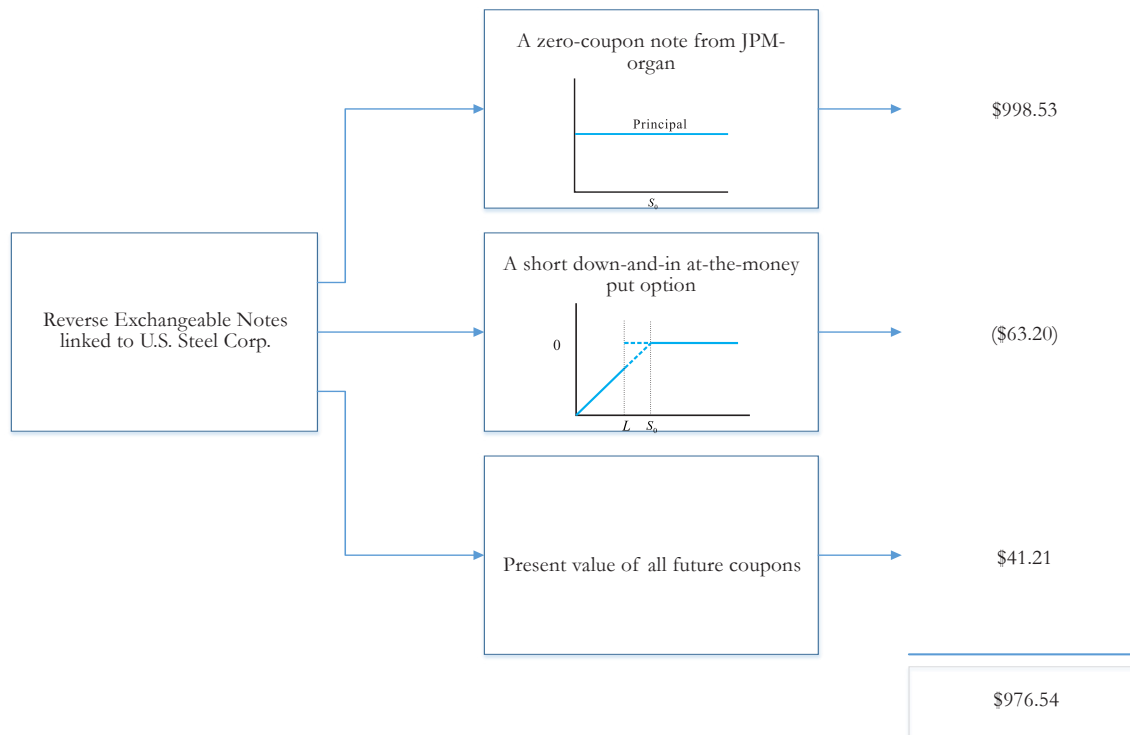 A zero-coupon note from JPM-
organ
Principal
S₀
$998.53
Reverse Exchangeable Notes
linked to U.S. Steel Corp.
A short down-and-in at-the-money
put option
0
L S₀
($63.20)
Present value of all future coupons
$41.21
$976.54